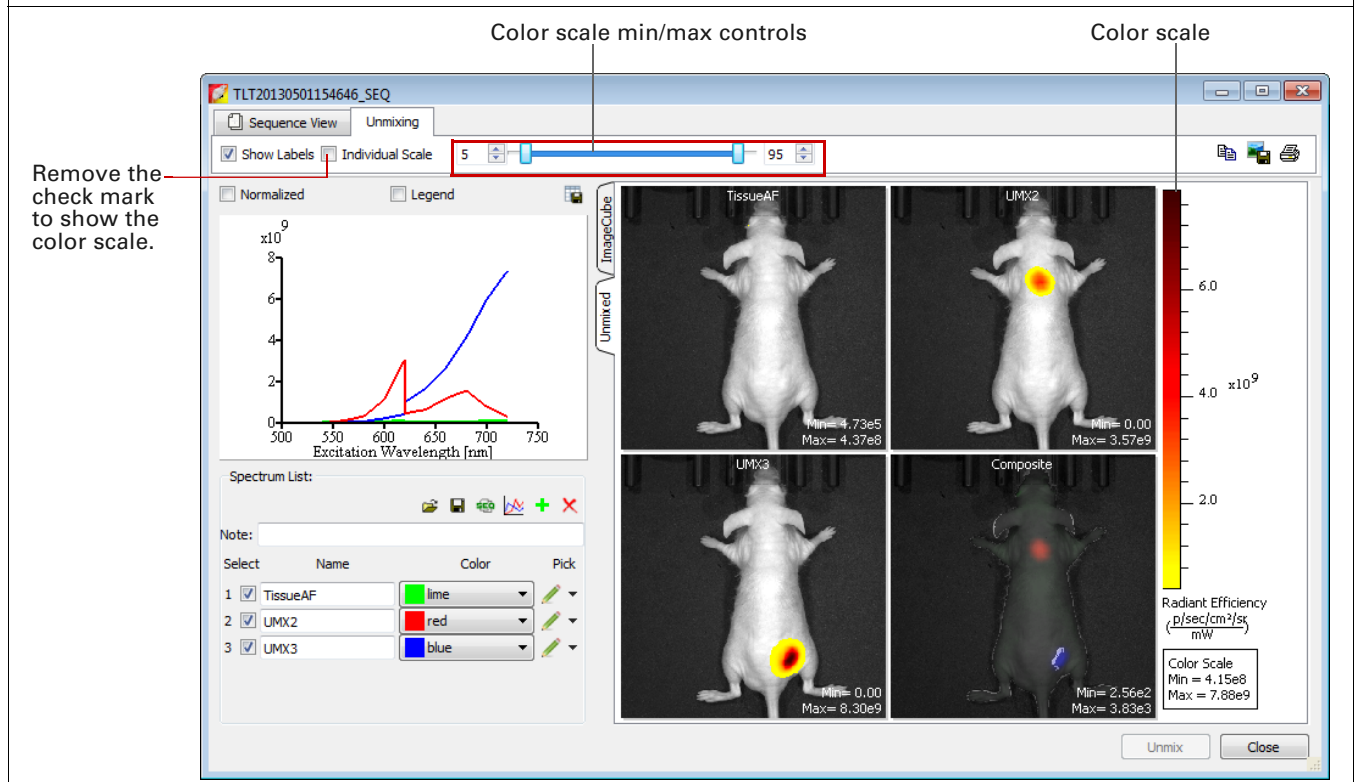 Color scale min/max controls
Color scale
TLT20130501154646_SEQ
Sequence View
Unmixing
Show Labels
Individual Scale
5
95
Remove the
check mark
to show the
color scale.
Normalized
Legend
x10^9
8
6
4
2
0
500 550 600 650 700 750
Excitation Wavelength [nm]
Spectrum List:
SEQ
Note:
Select Name Color Pick
1 TissueAF lime
2 UMX2 red
3 UMX3 blue
ImageCube
Unmixed
TissueAF
Min= 4.73e5
Max= 4.37e8
UMX2
Min= 0.00
Max= 3.57e9
UMX3
Min= 0.00
Max= 8.30e9
Composite
Min= 2.56e2
Max= 3.83e3
6.0
4.0
x10^9
2.0
Radiant Efficiency
(p/sec/cm²/sr
mW)
Color Scale
Min = 4.15e8
Max = 7.88e9
Unmix
Close